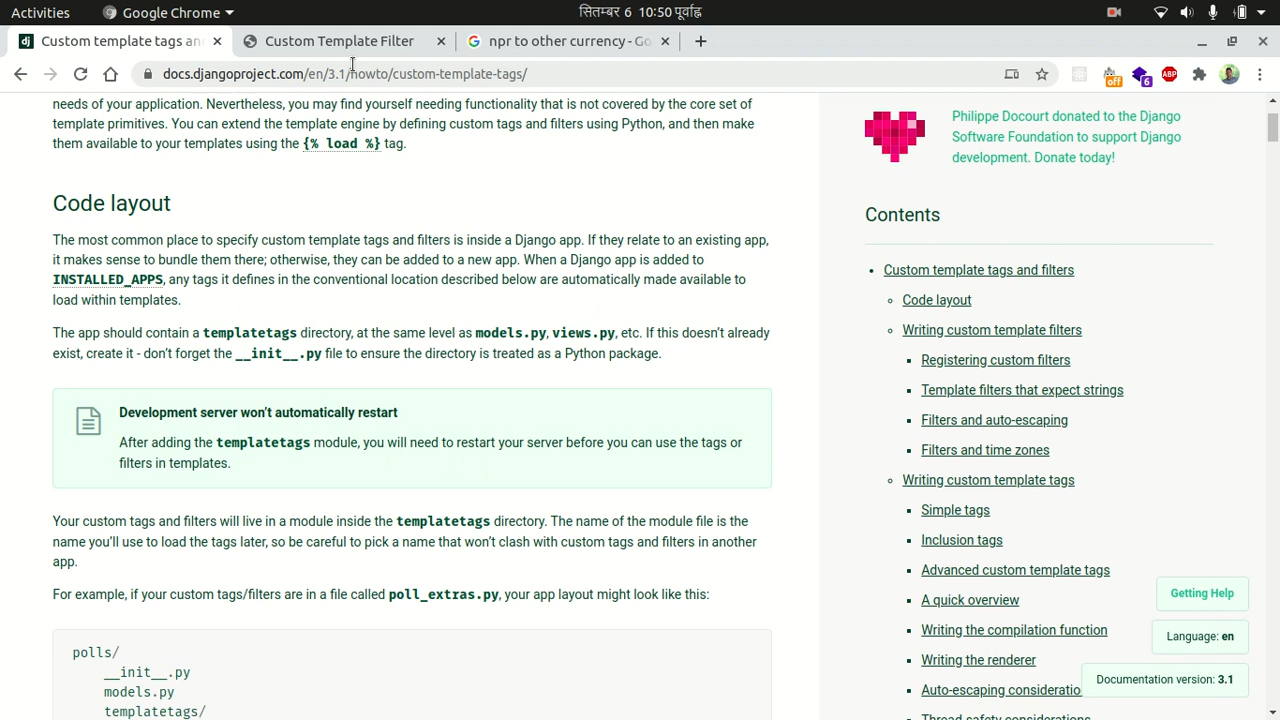 Activities
Google Chrome
सितम्बर 6 10:50 पूर्वाह्न
Custom template tags an
Custom Template Filter
npr to other currency - Go
docs.djangoproject.com/en/3.1/howto/custom-template-tags/
off
6
ABP
needs of your application. Nevertheless, you may find yourself needing functionality that is not covered by the core set of
template primitives. You can extend the template engine by defining custom tags and filters using Python, and then make
them available to your templates using the {% load %} tag.
Code layout
The most common place to specify custom template tags and filters is inside a Django app. If they relate to an existing app,
it makes sense to bundle them there; otherwise, they can be added to a new app. When a Django app is added to
INSTALLED_APPS, any tags it defines in the conventional location described below are automatically made available to
load within templates.
The app should contain a templatetags directory, at the same level as models.py, views.py, etc. If this doesn’t already
exist, create it - don’t forget the __init__.py file to ensure the directory is treated as a Python package.
Development server won’t automatically restart
After adding the templatetags module, you will need to restart your server before you can use the tags or
filters in templates.
Your custom tags and filters will live in a module inside the templatetags directory. The name of the module file is the
name you’ll use to load the tags later, so be careful to pick a name that won’t clash with custom tags and filters in another
app.
For example, if your custom tags/filters are in a file called poll_extras.py, your app layout might look like this:
polls/
__init__.py
models.py
templatetags/
Philippe Docourt donated to the Django
Software Foundation to support Django
development. Donate today!
Contents
Custom template tags and filters
Code layout
Writing custom template filters
Registering custom filters
Template filters that expect strings
Filters and auto-escaping
Filters and time zones
Writing custom template tags
Simple tags
Inclusion tags
Advanced custom template tags
A quick overview
Writing the compilation function
Writing the renderer
Auto-escaping consideratio
Thread-safety considerations
Getting Help
Language: en
Documentation version: 3.1